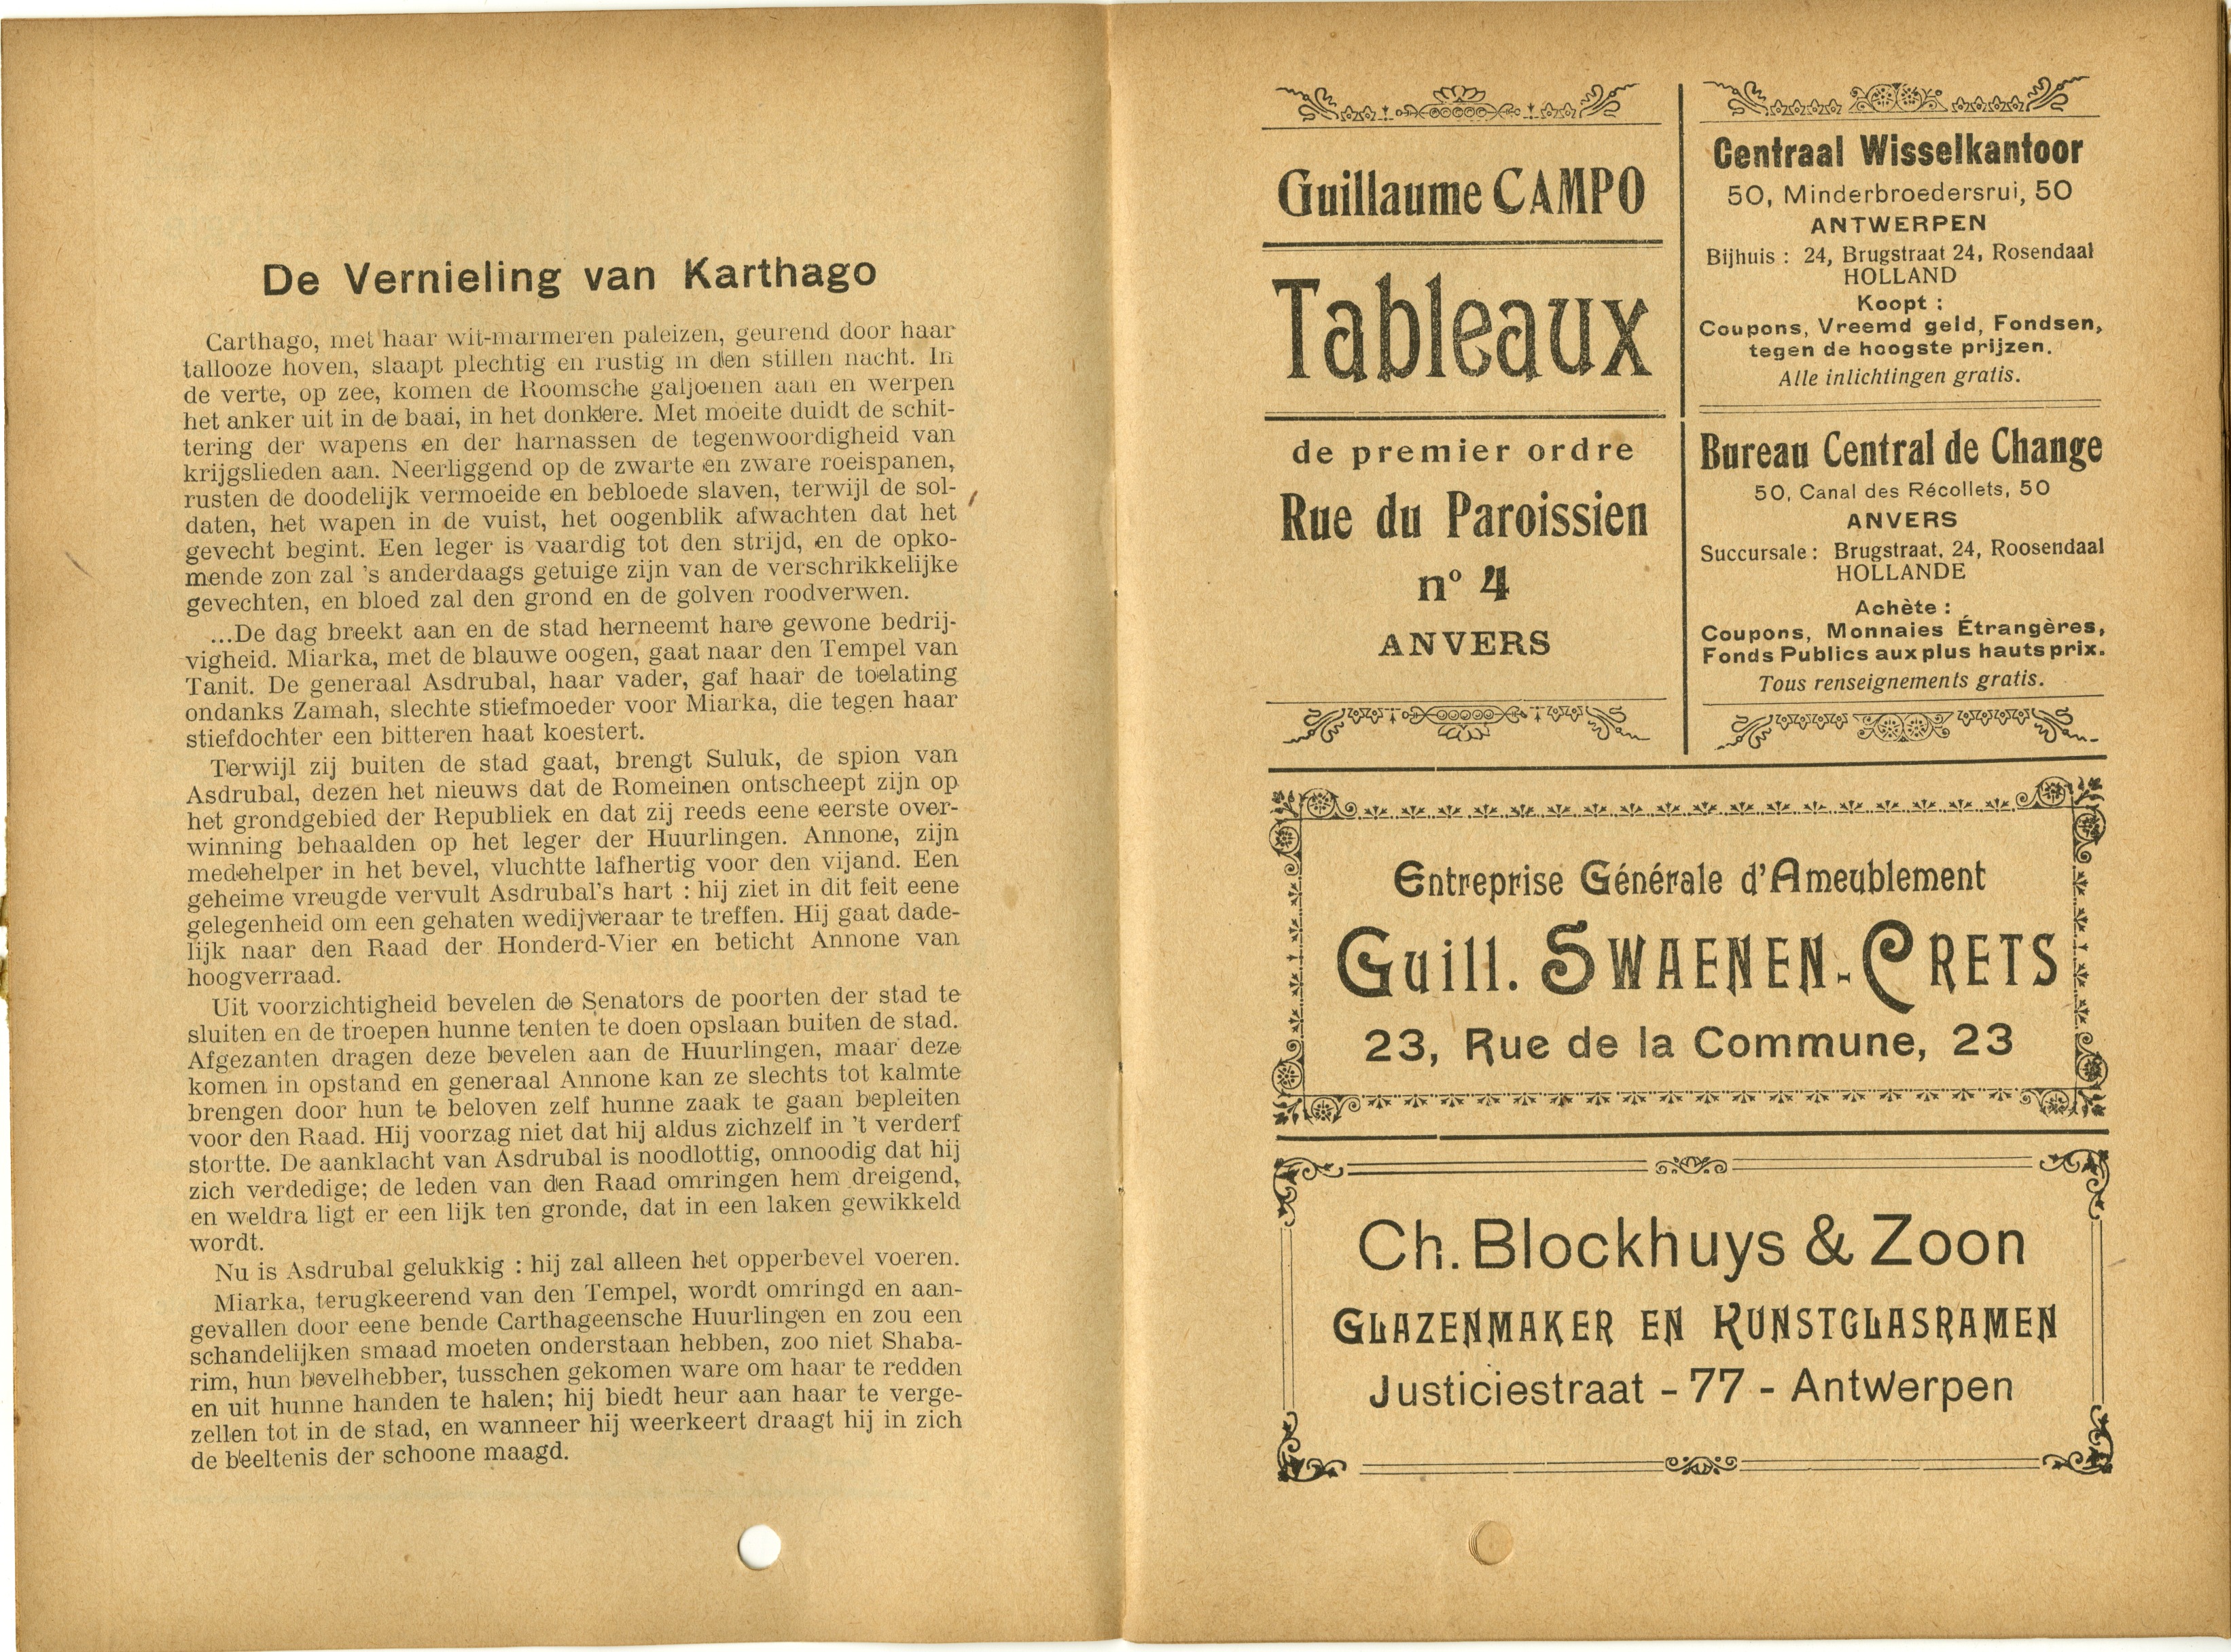 De Vernieling van Karthago
Carthago, met haar wit-marmeren paleizen, geurend door haar
tallooze hoven, slaapt plechtig en rustig in den stillen nacht. In
de verte, op zee, komen de Roomsche galjoenen aan en werpen
het anker uit in de baai, in het donkere. Met moeite duidt de schit-
tering der wapens en der harnassen de tegenwoordigheid van
krijgslieden aan. Neerliggend op de zwarte en zware roeispanen,
rusten de doodelijk vermoeide en bebloede slaven, terwijl de sol-
daten, het wapen in de vuist, het oogenblik afwachten dat het
gevecht begint. Een leger is vaardig tot den strijd, en de opko-
mende zon zal 's anderdaags getuige zijn van de verschrikkelijke
gevechten, en bloed zal den grond en de golven roodverwen.
...De dag breekt aan en de stad herneemt hare gewone bedrij-
vigheid. Miarka, met de blauwe oogen, gaat naar den Tempel van
Tanit. De generaal Asdrubal, haar vader, gaf haar de toelating
ondanks Zamah, slechte stiefmoeder voor Miarka, die tegen haar
stiefdochter een bitteren haat koestert.
Terwijl zij buiten de stad gaat, brengt Suluk, de spion van
Asdrubal, dezen het nieuws dat de Romeinen ontscheept zijn op
het grondgebied der Republiek en dat zij reeds eene eerste over-
winning behaalden op het leger der Huurlingen. Annone, zijn
medehelper in het bevel, vluchtte lafhertig voor den vijand. Een
geheime vreugde vervult Asdrubal's hart : hij ziet in dit feit eene
gelegenheid om een gehaten wedijveraar te treffen. Hij gaat dade-
lijk naar den Raad der Honderd-Vier en beticht Annone van
hoogverraad.
Uit voorzichtigheid bevelen de Senators de poorten der stad te
sluiten en de troepen hunne tenten te doen opslaan buiten de stad.
Afgezanten dragen deze bevelen aan de Huurlingen, maar deze
komen in opstand en generaal Annone kan ze slechts tot kalmte
brengen door hun te beloven zelf hunne zaak te gaan bepleiten
voor den Raad. Hij voorzag niet dat hij aldus zichzelf in 't verderf
stortte. De aanklacht van Asdrubal is noodlottig, onnoodig dat hij
zich verdedige; de leden van den Raad omringen hem dreigend,
en weldra ligt er een lijk ten gronde, dat in een laken gewikkeld
wordt.
Nu is Asdrubal gelukkig : hij zal alleen het opperbevel voeren.
Miarka, terugkeerend van den Tempel, wordt omringd en aan-
gevallen door eene bende Carthageensche Huurlingen en zou een
schandelijken smaad moeten onderstaan hebben, zoo niet Shaba-
rim, hun bevelhebber, tusschen gekomen ware om haar te redden
en uit hunne handen te halen; hij biedt heur aan haar te verge-
zellen tot in de stad, en wanneer hij weerkeert draagt hij in zich
de beeltenis der schoone maagd.
Guillaume CAMPO
Tableaux
de premier ordre
Rue du Paroissien
nº 4
ANVERS
Centraal Wisselkantoor
50, Minderbroedersrui, 50
ANTWERPEN
Bijhuis : 24, Brugstraat 24, Rosendaal
HOLLAND
Koopt :
Coupons, Vreemd geld, Fondsen,
tegen de hoogste prijzen.
Alle inlichtingen gratis.
Bureau Central de Change
50, Canal des Récollets, 50
ANVERS
Succursale : Brugstraat. 24, Roosendaal
HOLLANDE
Achète :
Coupons, Monnaies Étrangères,
Fonds Publics aux plus hauts prix.
Tous renseignements gratis.
Entreprise Générale d'Ameublement
Guill. SWAENEN-CRETS
23, Rue de la Commune, 23
Ch. Blockhuys & Zoon
GLAZENMAKER EN KUNSTGLASRAMEN
Justiciestraat - 77 - Antwerpen